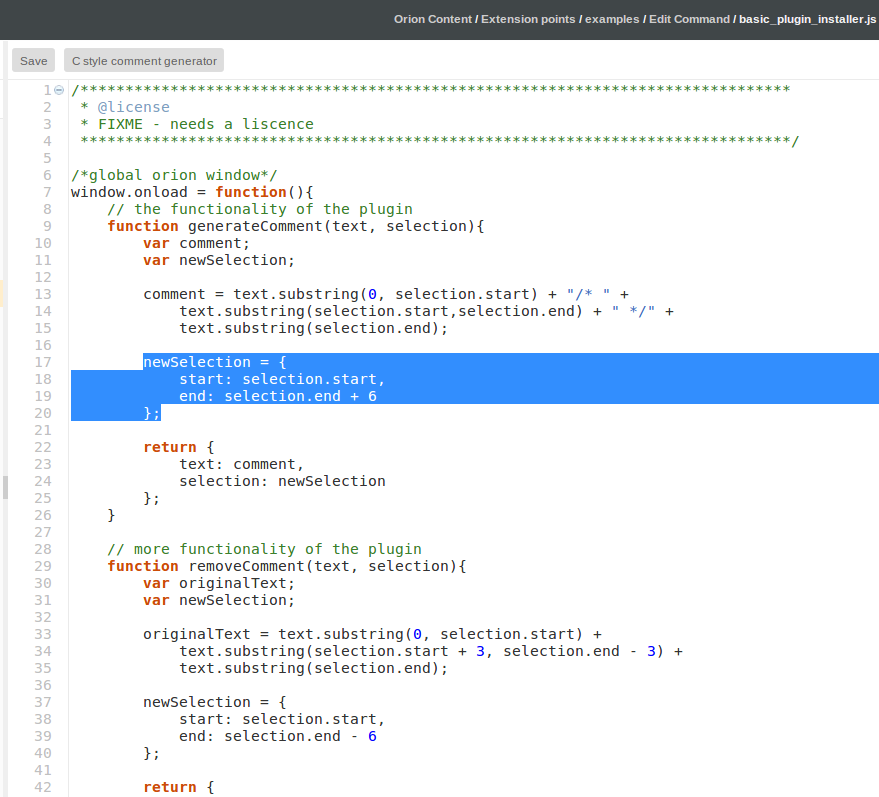 Orion Content / Extension points / examples / Edit Command / basic_plugin_installer.js
Save C style comment generator
1 /*******************************************************************************
2  * @license
3  * FIXME - needs a liscence
4  *******************************************************************************/
5
6 /*global orion window*/
7 window.onload = function(){
8     // the functionality of the plugin
9     function generateComment(text, selection){
10         var comment;
11         var newSelection;
12
13         comment = text.substring(0, selection.start) + "/* " +
14             text.substring(selection.start,selection.end) + " */" +
15             text.substring(selection.end);
16
17         newSelection = {
18             start: selection.start,
19             end: selection.end + 6
20         };
21
22         return {
23             text: comment,
24             selection: newSelection
25         };
26     }
27
28     // more functionality of the plugin
29     function removeComment(text, selection){
30         var originalText;
31         var newSelection;
32
33         originalText = text.substring(0, selection.start) +
34             text.substring(selection.start + 3, selection.end - 3) +
35             text.substring(selection.end);
36
37         newSelection = {
38             start: selection.start,
39             end: selection.end - 6
40         };
41
42         return {